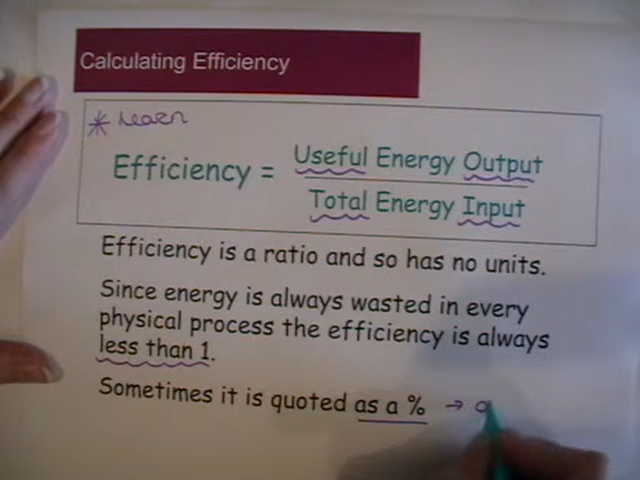 Calculating Efficiency
* Learn
Efficiency = Useful Energy Output
Total Energy Input
Efficiency is a ratio and so has no units.
Since energy is always wasted in every
physical process the efficiency is always
less than 1.
Sometimes it is quoted as a % →